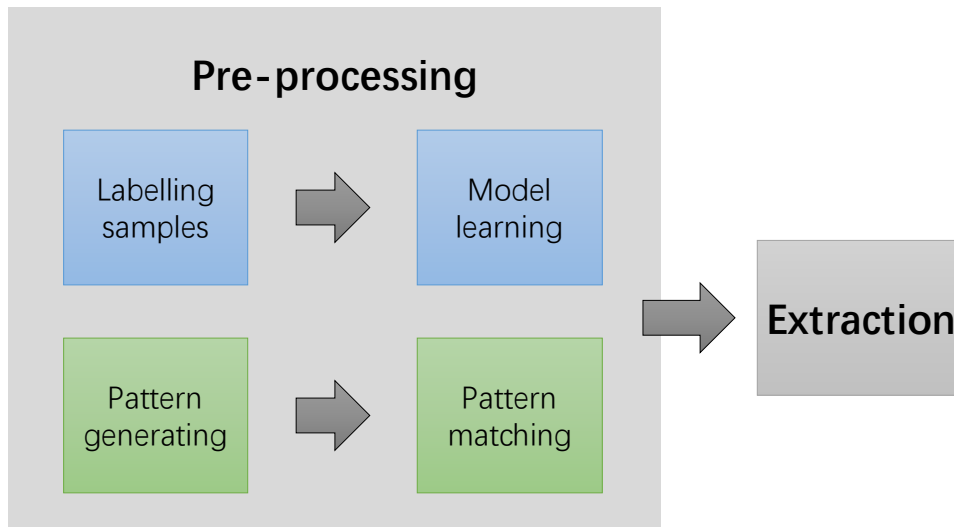 Pre-processing
Labelling
samples
Model
learning
Extraction
Pattern
generating
Pattern
matching